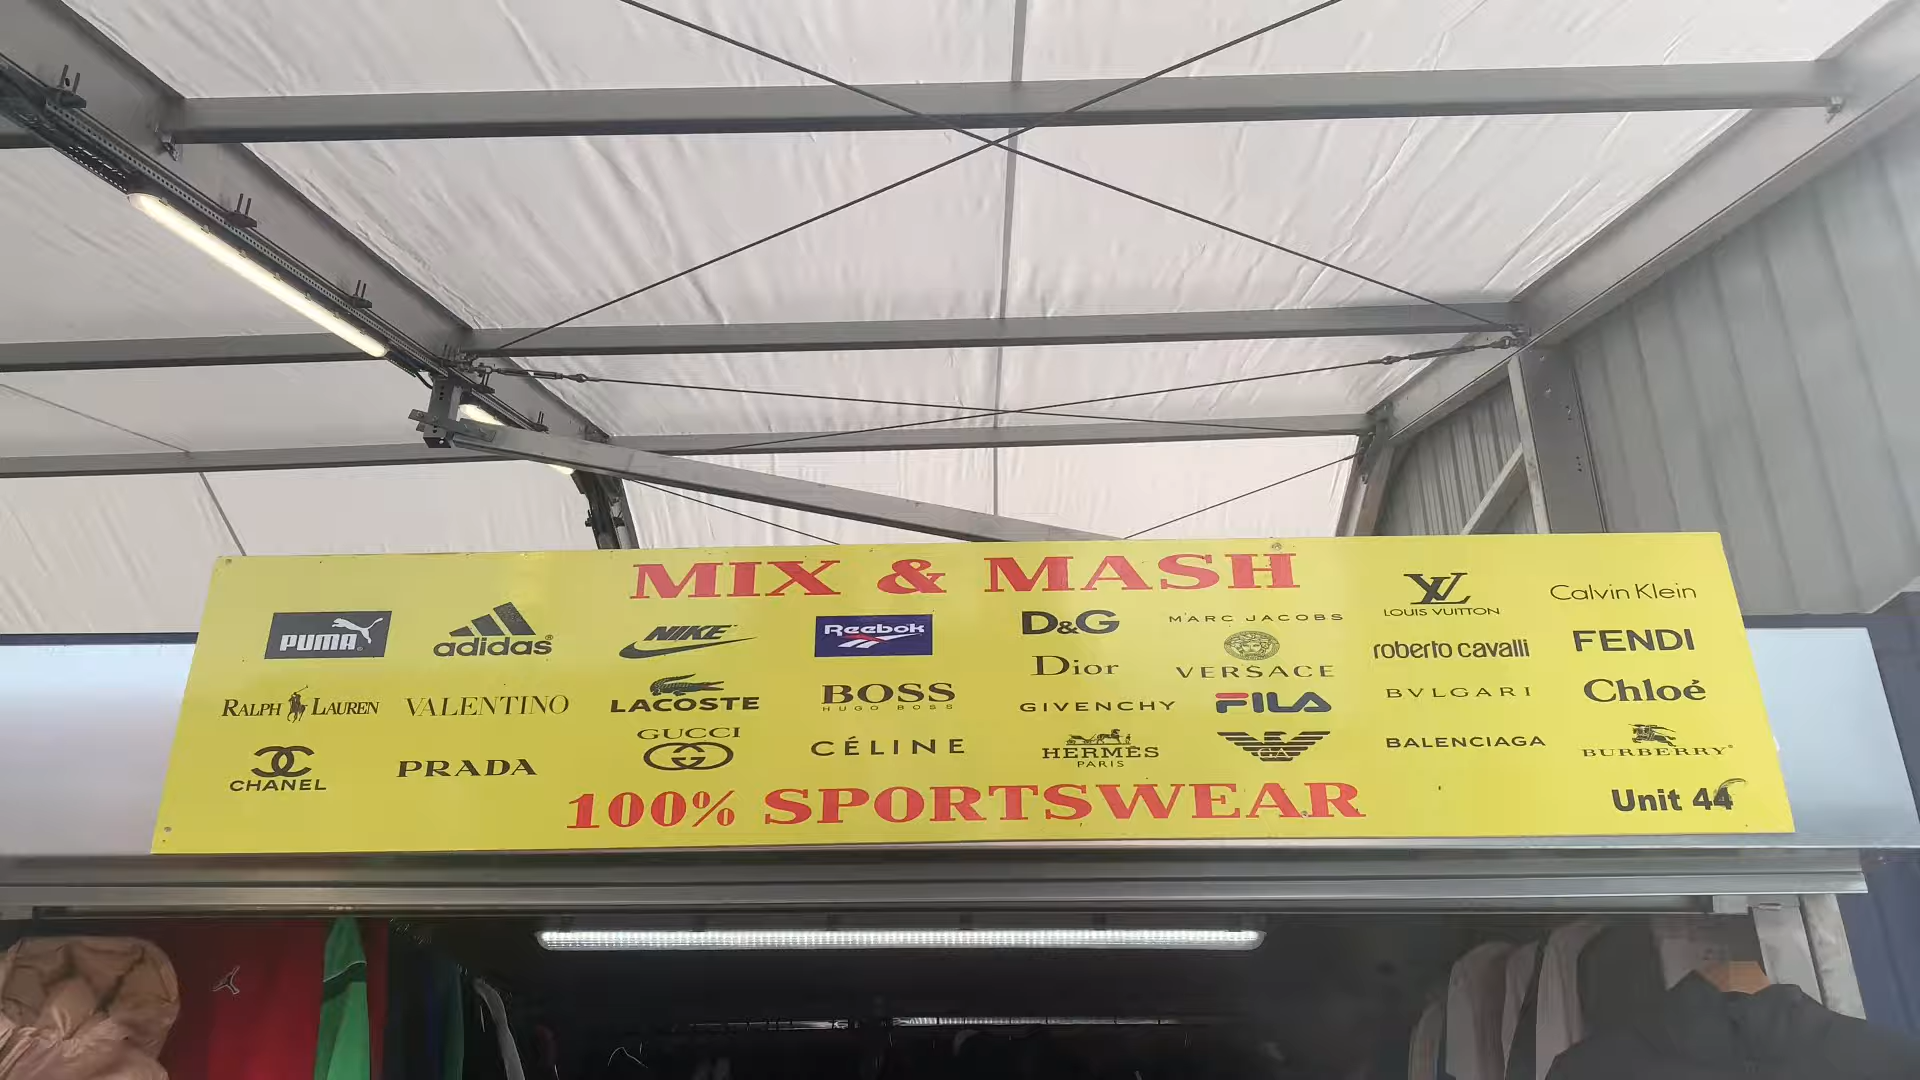 MIX & MASH
PUMA
adidas
NIKE
Reebok
D&G
MARC JACOBS
LOUIS VUITTON
Calvin Klein
Dior
VERSACE
roberto cavalli
FENDI
RALPH LAUREN
VALENTINO
LACOSTE
BOSS
HUGO BOSS
GIVENCHY
FILA
BVLGARI
Chloé
CHANEL
PRADA
GUCCI
CÉLINE
HERMÈS
PARIS
GA
BALENCIAGA
BURBERRY
100% SPORTSWEAR
Unit 44